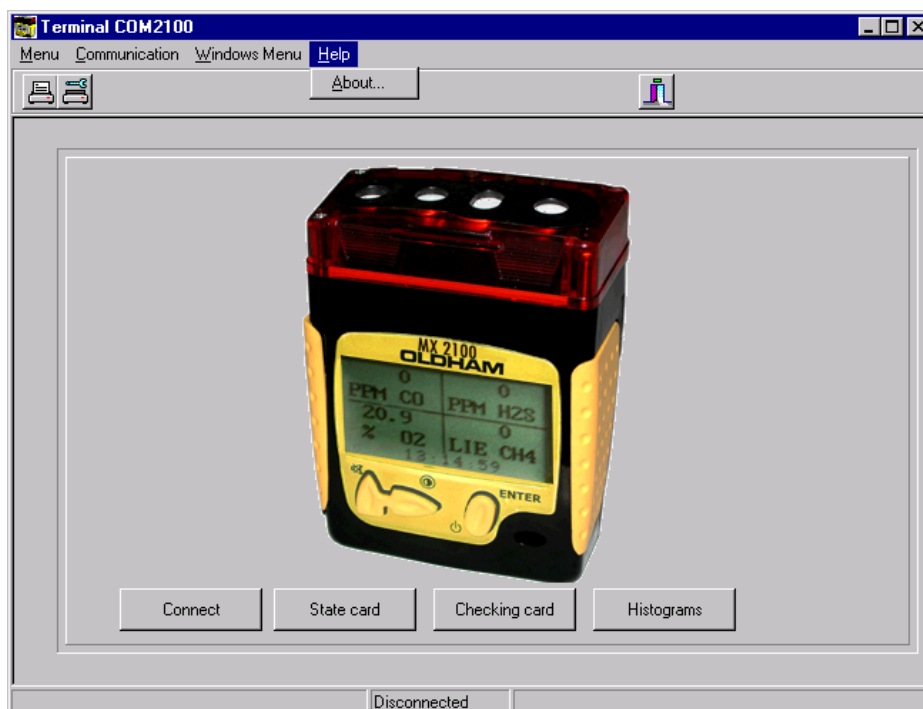 Terminal COM2100
Menu Communication Windows Menu Help
About...
MX 2100
OLDHAM
0 0
PPM CO PPM H2S
20.9 0
% O2 LIE CH4
13:14:59
ENTER
Connect State card Checking card Histograms
Disconnected